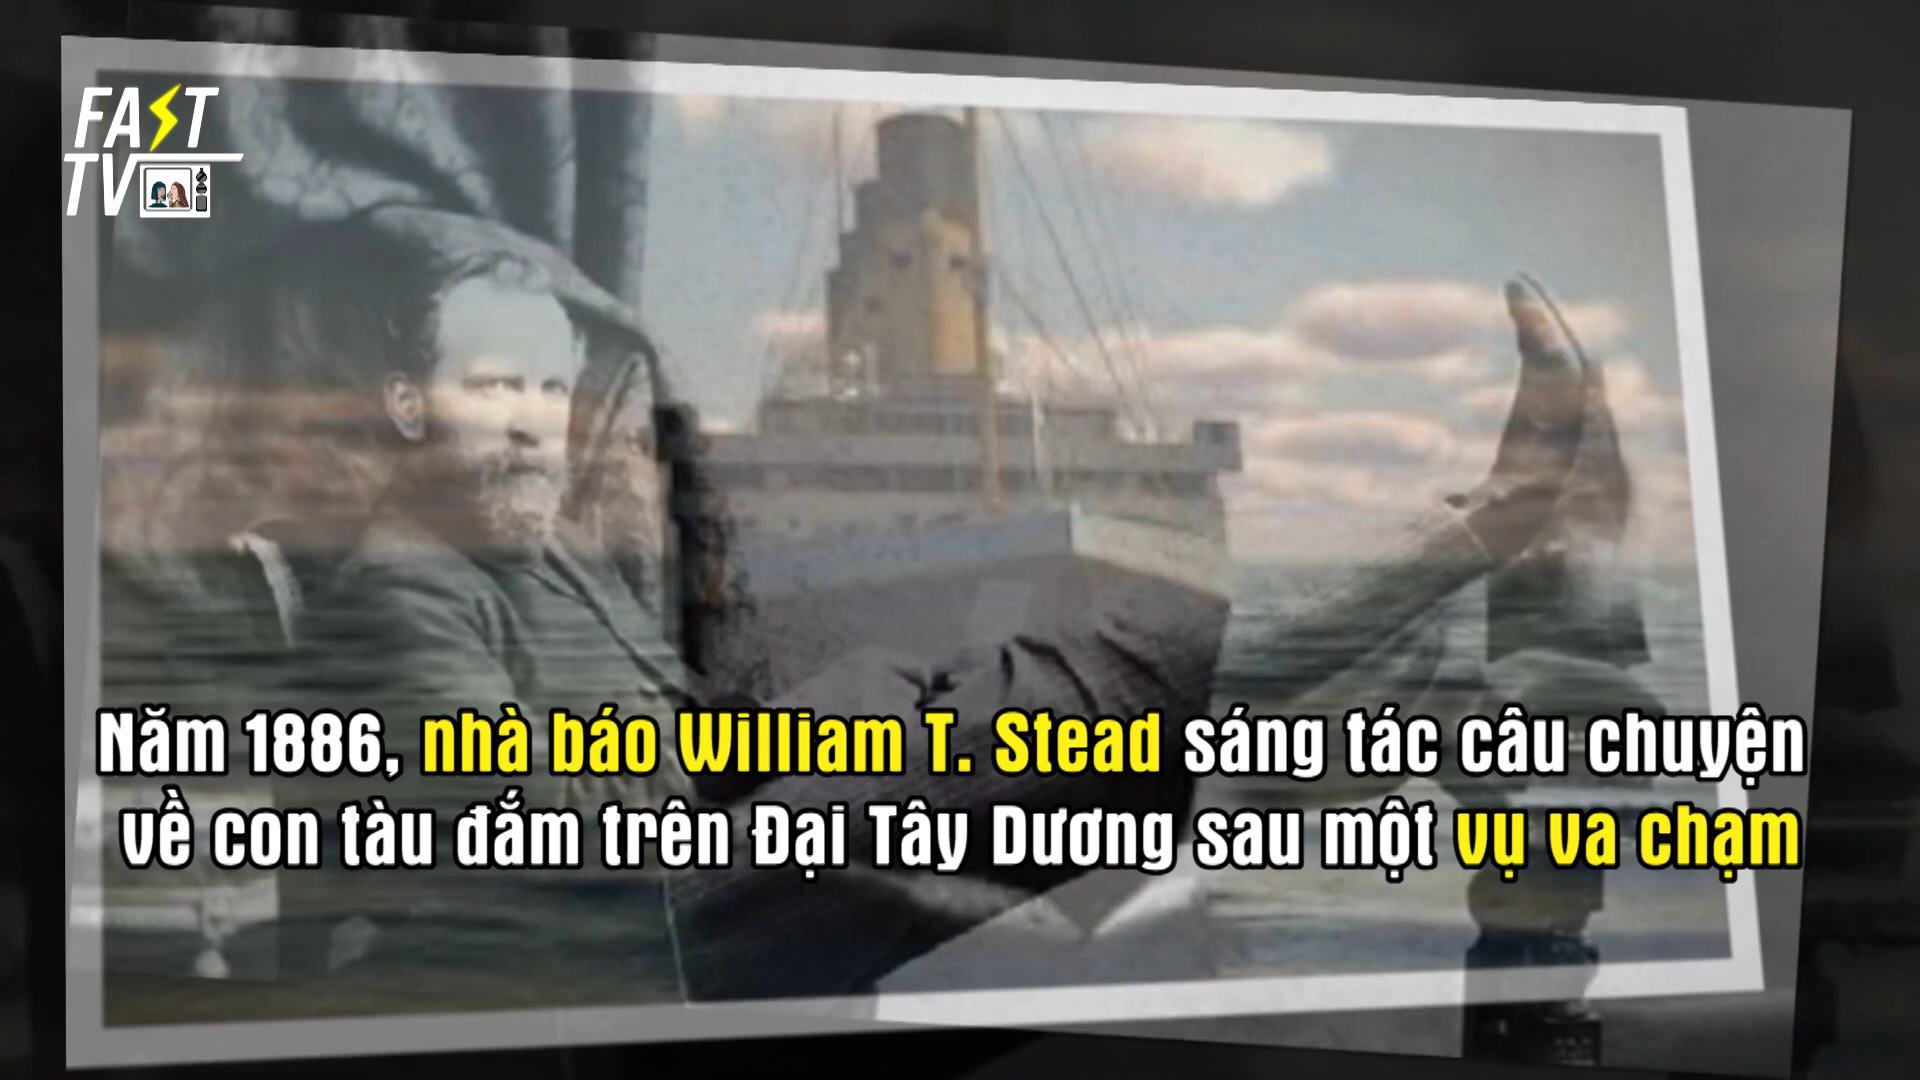 FAST
TV
Năm 1886, nhà báo William T. Stead sáng tác câu chuyện
về con tàu đắm trên Đại Tây Dương sau một vụ va chạm